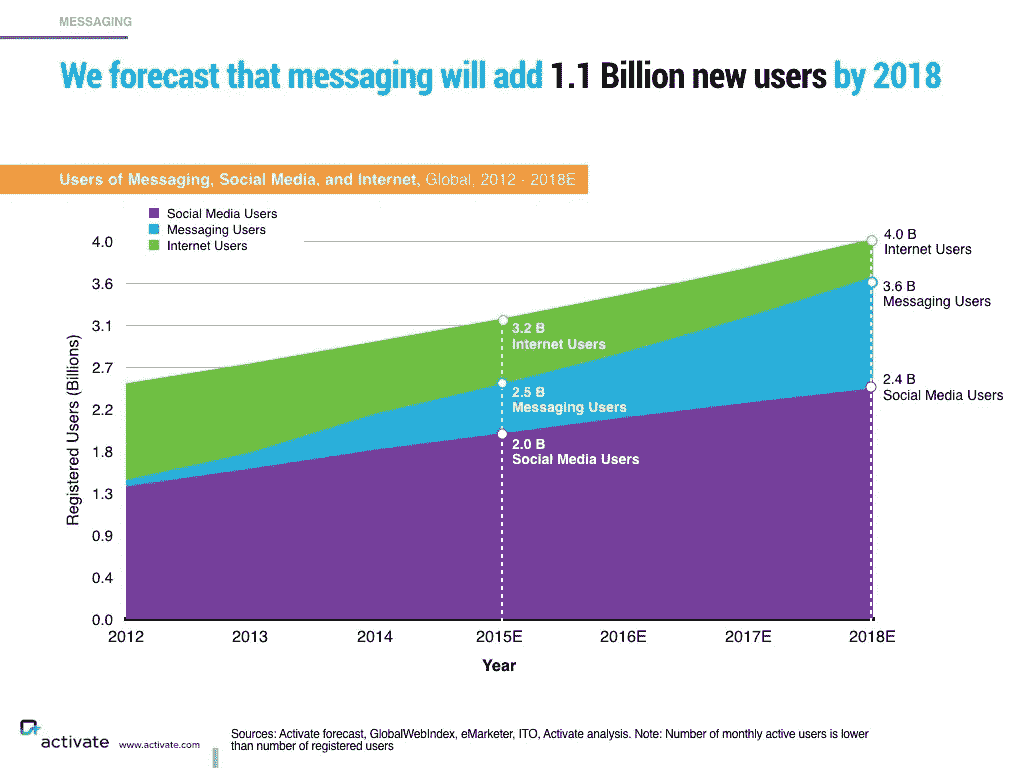 MESSAGING
We forecast that messaging will add 1.1 Billion new users by 2018
Users of Messaging, Social Media, and Internet, Global, 2012 - 2018E
Social Media Users
Messaging Users
Internet Users
4.0
3.6
3.1
2.7
2.2
1.8
1.3
0.9
0.4
0.0
Registered Users (Billions)
4.0 B
Internet Users
3.6 B
Messaging Users
2.4 B
Social Media Users
3.2 B
Internet Users
2.5 B
Messaging Users
2.0 B
Social Media Users
2012 2013 2014 2015E 2016E 2017E 2018E
Year
activate www.activate.com
Sources: Activate forecast, GlobalWebIndex, eMarketer, ITO, Activate analysis. Note: Number of monthly active users is lower
than number of registered users